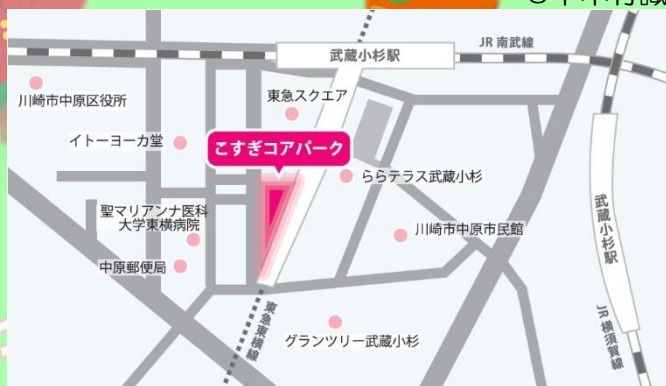 JR 南武線
武蔵小杉駅
川崎市中原区役所
東急スクエア
イトーヨーカ堂
こすぎコアパーク
ららテラス武蔵小杉
聖マリアンナ医科
大学東横病院
川崎市中原市民館
武蔵小杉駅
中原郵便局
東急東横線
グランツリー武蔵小杉
JR 横須賀線